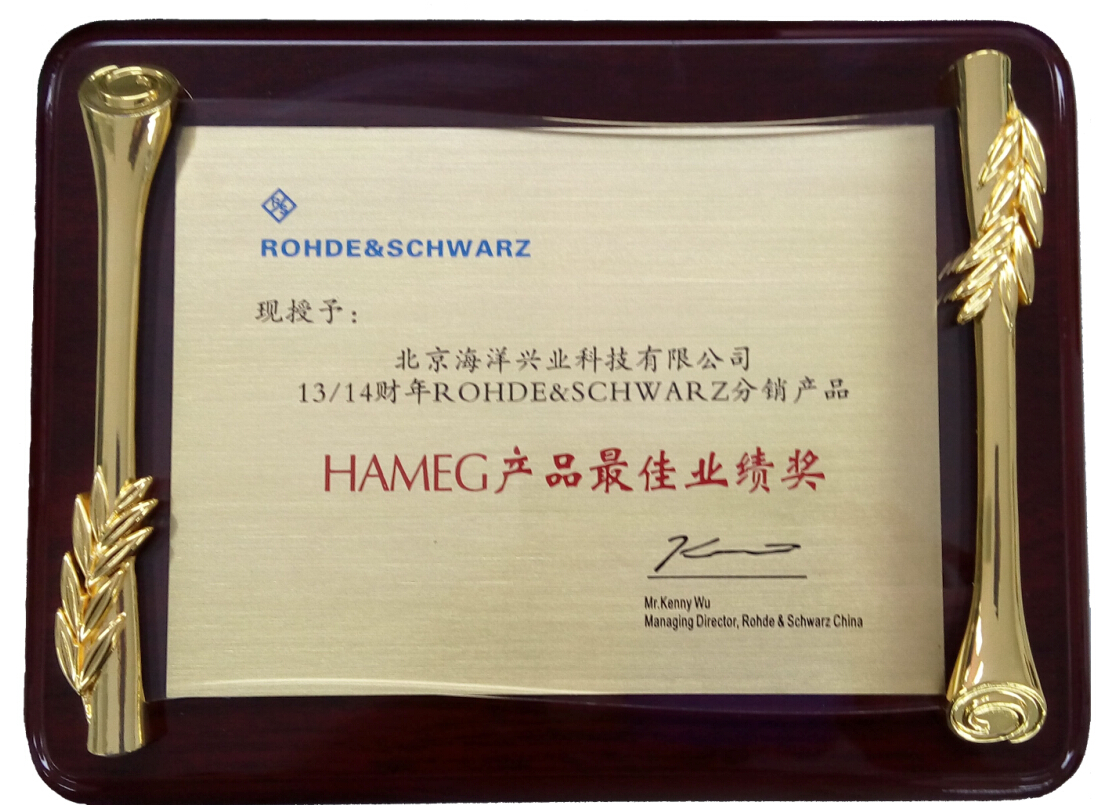 ROHDE&SCHWARZ
现授予：
北京海洋兴业科技有限公司
13/14财年ROHDE&SCHWARZ分销产品
HAMEG产品最佳业绩奖
Mr.Kenny Wu
Managing Director, Rohde & Schwarz China